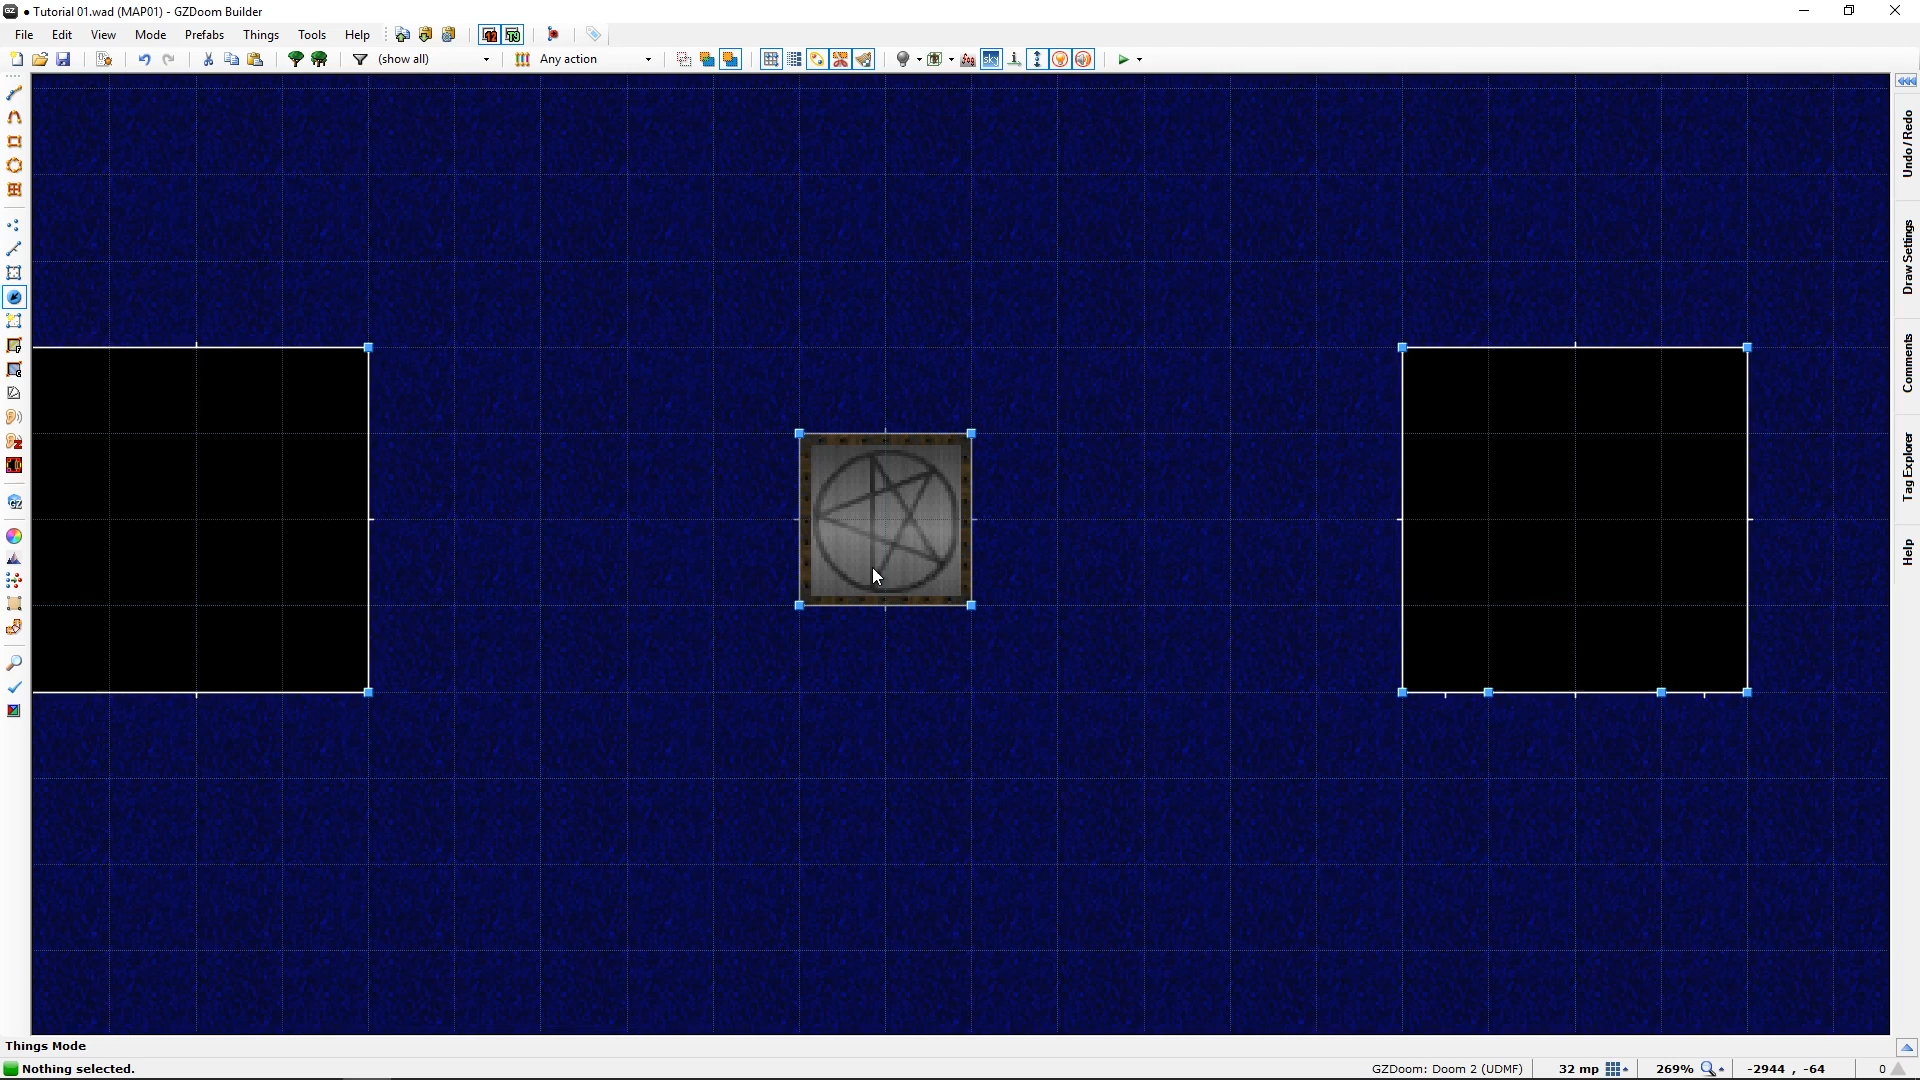 • Tutorial 01.wad (MAP01) - GZDoom Builder
File Edit View Mode Prefabs Things Tools Help
(show all) Any action
sky
Undo / Redo
Draw Settings
Comments
Tag Explorer
Help
Things Mode
Nothing selected. GZDoom: Doom 2 (UDMF) 32 mp 269% -2944 , -64 0